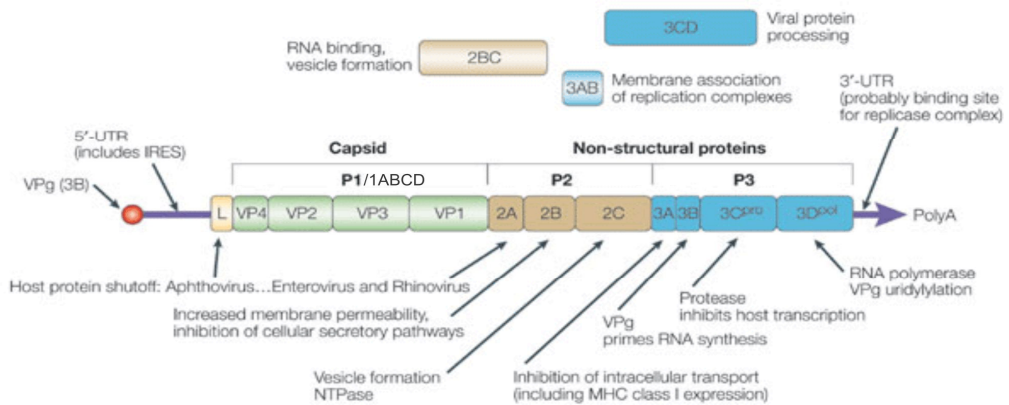 3CD
Viral protein
processing
RNA binding,
vesicle formation
2BC
3AB
Membrane association
of replication complexes
3′-UTR
(probably binding site
for replicase complex)
5′-UTR
(includes IRES)
Capsid
Non-structural proteins
VPg (3B)
P1/1ABCD
P2
P3
L
VP4
VP2
VP3
VP1
2A
2B
2C
3A
3B
3Cpro
3Dpol
PolyA
Host protein shutoff: Aphthovirus...Enterovirus and Rhinovirus
Increased membrane permeability,
inhibition of cellular secretory pathways
Vesicle formation
NTPase
Inhibition of intracellular transport
(including MHC class I expression)
VPg
primes RNA synthesis
Protease
inhibits host transcription
RNA polymerase
VPg uridylylation